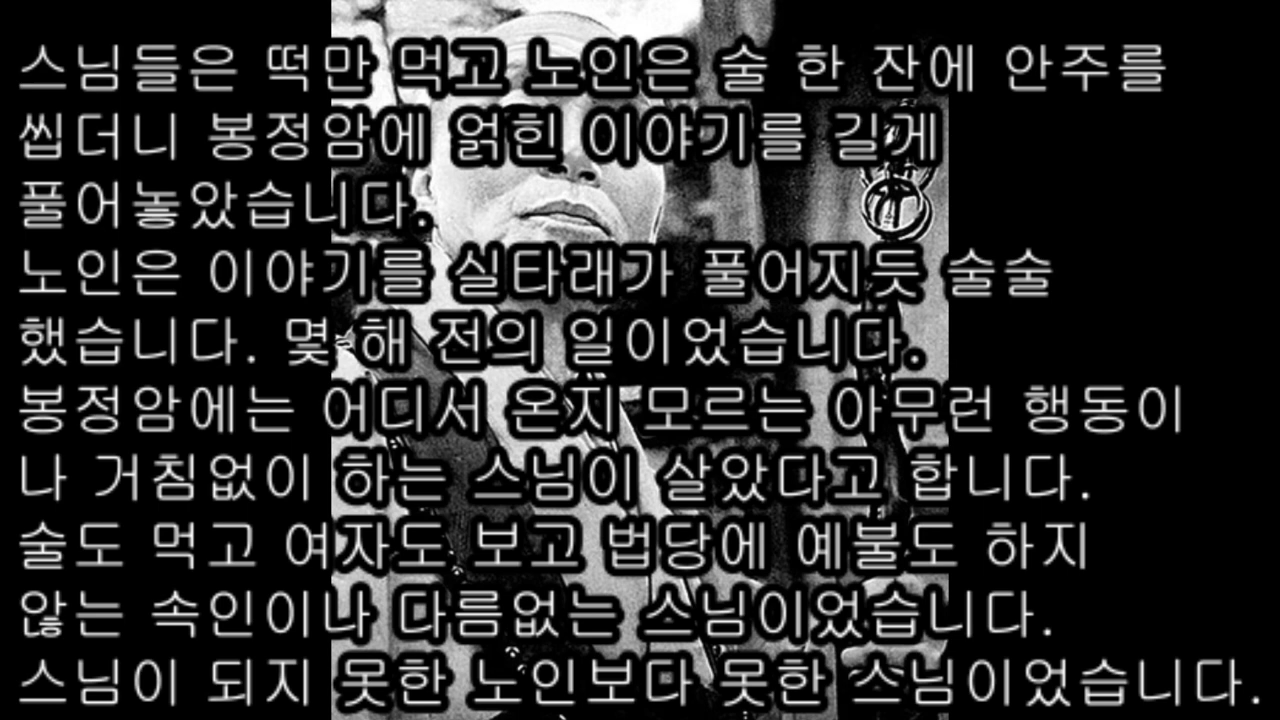 스님들은 떡만 먹고 노인은 술 한 잔에 안주를
씹더니 봉정암에 얽힌 이야기를 길게
풀어놓았습니다.
노인은 이야기를 실타래가 풀어지듯 술술
했습니다. 몇 해 전의 일이었습니다.
봉정암에는 어디서 온지 모르는 아무런 행동이
나 거침없이 하는 스님이 살았다고 합니다.
술도 먹고 여자도 보고 법당에 예불도 하지
않는 속인이나 다름없는 스님이었습니다.
스님이 되지 못한 노인보다 못한 스님이었습니다.